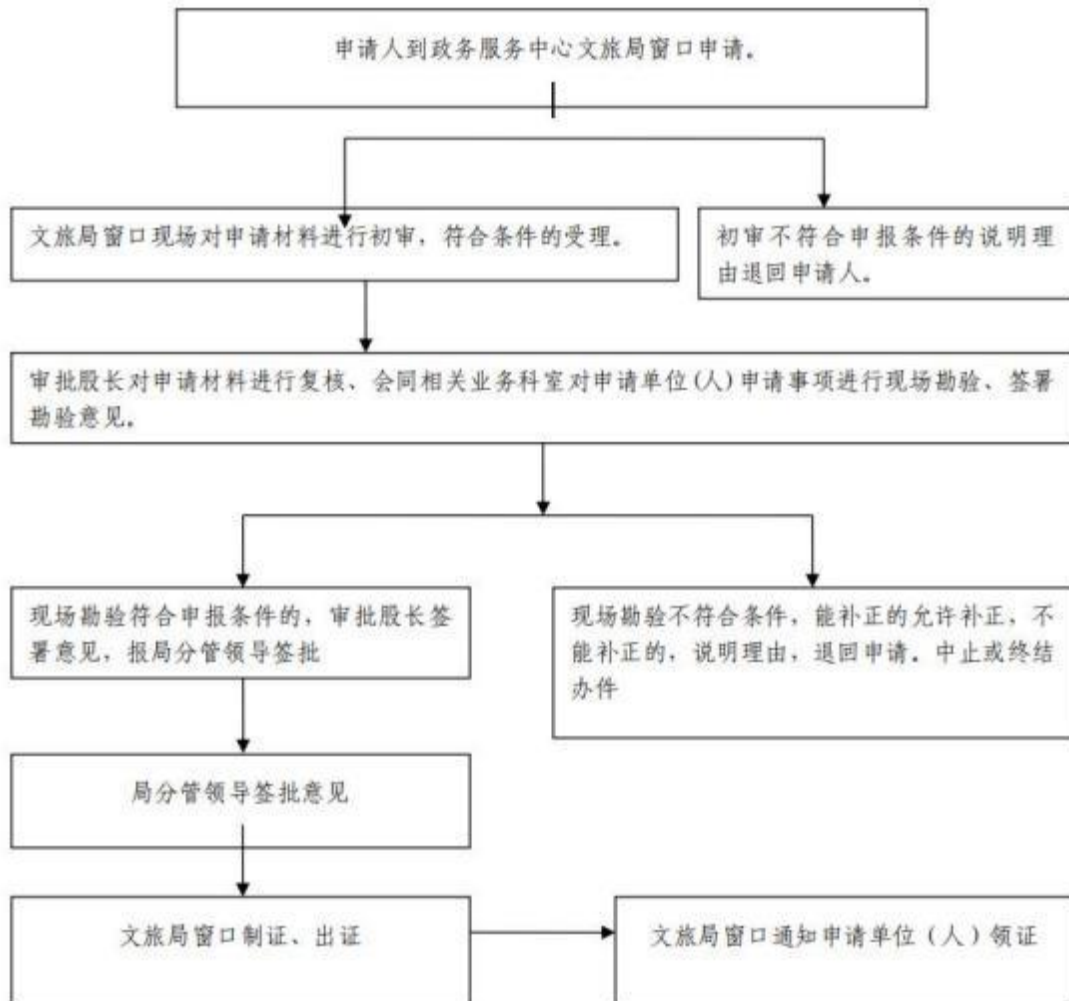 申请人到政务服务中心文旅局窗口申请。
文旅局窗口现场对申请材料进行初审，符合条件的受理。
初审不符合申报条件的说明理
由退回申请人。
审批股长对申请材料进行复核、会同相关业务科室对申请单位(人)申请事项进行现场勘验、签署
勘验意见。
现场勘验符合申报条件的，审批股长签
署意见，报局分管领导签批
现场勘验不符合条件，能补正的允许补正，不
能补正的，说明理由，退回申请。中止或终结
办件
局分管领导签批意见
文旅局窗口制证、出证
文旅局窗口通知申请单位（人）领证